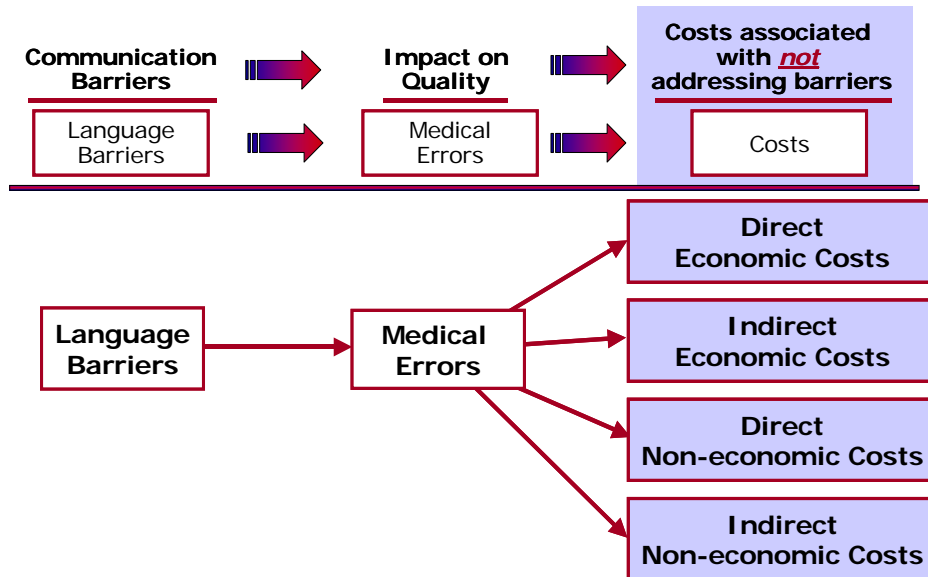 Communication
Barriers
Impact on
Quality
Costs associated
with not
addressing barriers
Language
Barriers
Medical
Errors
Costs
Language
Barriers
Medical
Errors
Direct
Economic Costs
Indirect
Economic Costs
Direct
Non-economic Costs
Indirect
Non-economic Costs